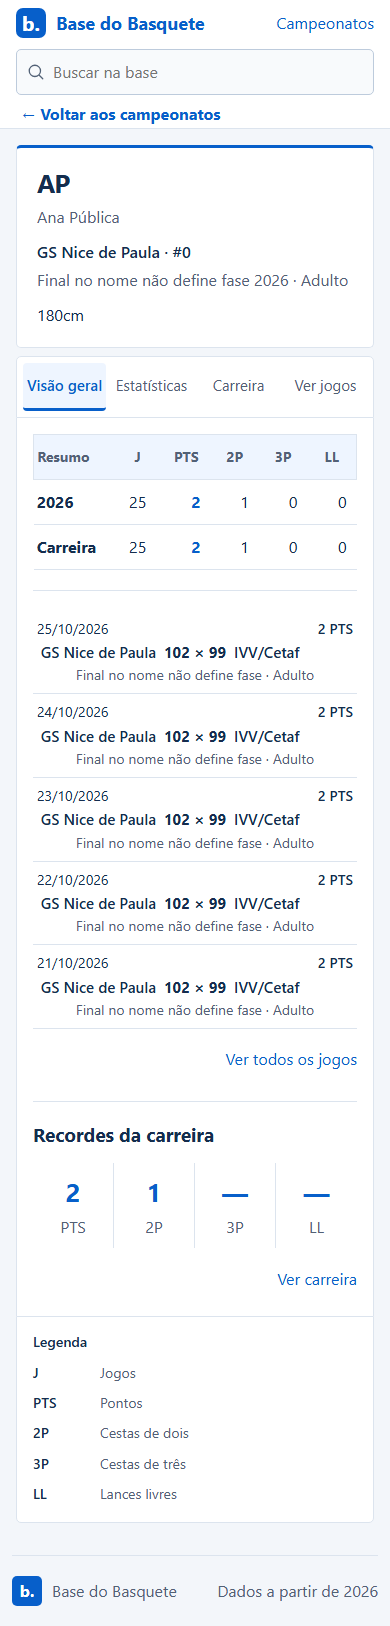 b. Base do Basquete Campeonatos
Buscar na base
← Voltar aos campeonatos
AP
Ana Pública
GS Nice de Paula · #0
Final no nome não define fase 2026 · Adulto
180cm
Visão geral Estatísticas Carreira Ver jogos
Resumo J PTS 2P 3P LL
2026 25 2 1 0 0
Carreira 25 2 1 0 0
25/10/2026 2 PTS
GS Nice de Paula 102 × 99 IVV/Cetaf
Final no nome não define fase · Adulto
24/10/2026 2 PTS
GS Nice de Paula 102 × 99 IVV/Cetaf
Final no nome não define fase · Adulto
23/10/2026 2 PTS
GS Nice de Paula 102 × 99 IVV/Cetaf
Final no nome não define fase · Adulto
22/10/2026 2 PTS
GS Nice de Paula 102 × 99 IVV/Cetaf
Final no nome não define fase · Adulto
21/10/2026 2 PTS
GS Nice de Paula 102 × 99 IVV/Cetaf
Final no nome não define fase · Adulto
Ver todos os jogos
Recordes da carreira
2 1 — —
PTS 2P 3P LL
Ver carreira
Legenda
J Jogos
PTS Pontos
2P Cestas de dois
3P Cestas de três
LL Lances livres
b. Base do Basquete Dados a partir de 2026